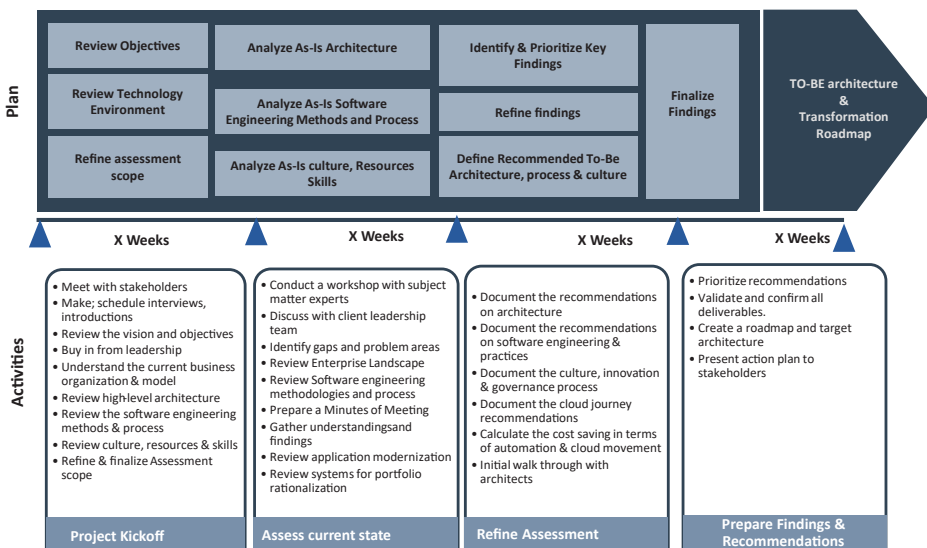 Plan
Review Objectives
Review Technology
Environment
Refine assessment
scope
Analyze As-Is Architecture
Analyze As-Is Software
Engineering Methods and Process
Analyze As-Is culture, Resources
Skills
Identify & Prioritize Key
Findings
Refine findings
Define Recommended To-Be
Architecture, process & culture
Finalize
Findings
TO-BE architecture
&
Transformation
Roadmap
X Weeks
X Weeks
X Weeks
X Weeks
Activities
• Meet with stakeholders
• Make; schedule interviews,
introductions
• Review the vision and objectives
• Buy in from leadership
• Understand the current business
organization & model
• Review high-level architecture
• Review the software engineering
methods & process
• Review culture, resources & skills
• Refine & finalize Assessment
scope
Project Kickoff
• Conduct a workshop with subject
matter experts
• Discuss with client leadership
team
• Identify gaps and problem areas
• Review Enterprise Landscape
• Review Software engineering
methodologies and process
• Prepare a Minutes of Meeting
• Gather understandingsand
findings
• Review application modernization
• Review systems for portfolio
rationalization
Assess current state
• Document the recommendations
on architecture
• Document the recommendations
on software engineering &
practices
• Document the culture, innovation
& governance process
• Document the cloud journey
recommendations
• Calculate the cost saving in terms
of automation & cloud movement
• Initial walk through with
architects
Refine Assessment
• Prioritize recommendations
• Validate and confirm all
deliverables.
• Create a roadmap and target
architecture
• Present action plan to
stakeholders
Prepare Findings &
Recommendations